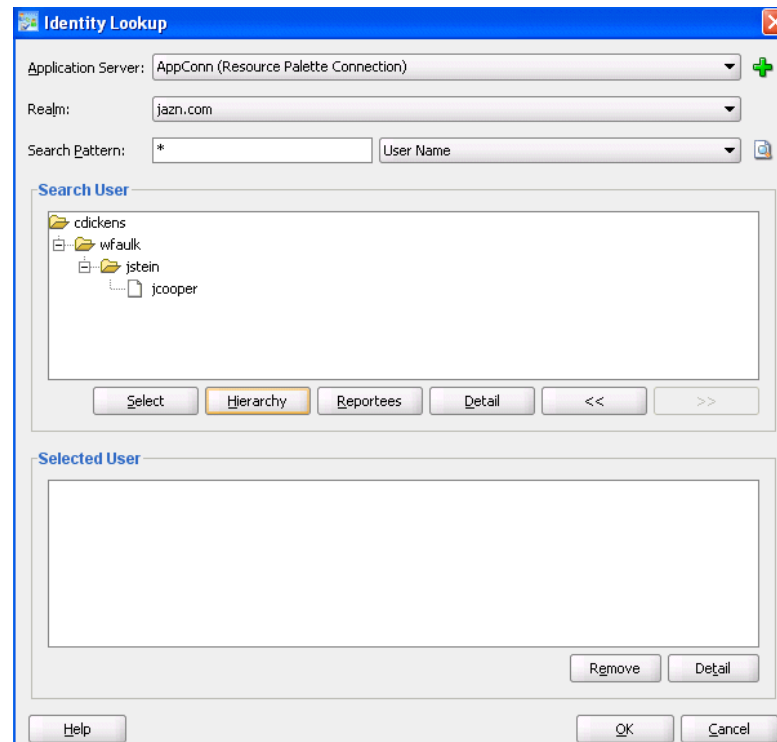 Identity Lookup
Application Server: AppConn (Resource Palette Connection)
Realm: jazn.com
Search Pattern: * User Name
Search User
cdickens
wfaulk
jstein
jcooper
Select Hierarchy Reportees Detail << >>
Selected User
Remove Detail
Help OK Cancel